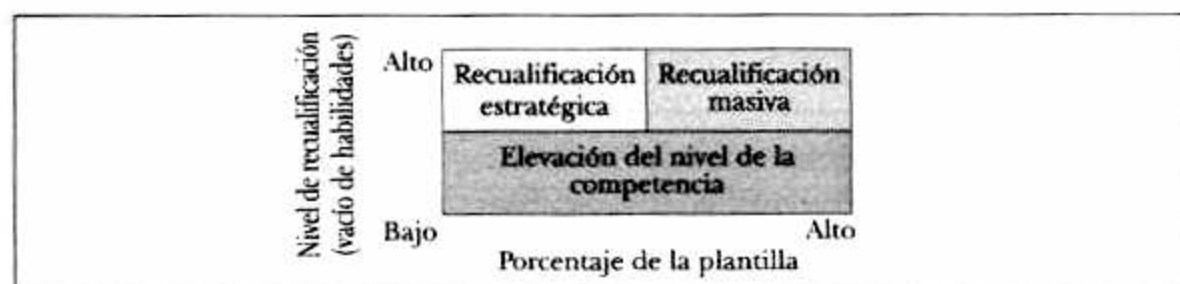 Nivel de recualificación
(vacío de habilidades)
Alto
Recualificación
estratégica
Recualificación
masiva
Elevación del nivel de la
competencia
Bajo
Alto
Porcentaje de la plantilla